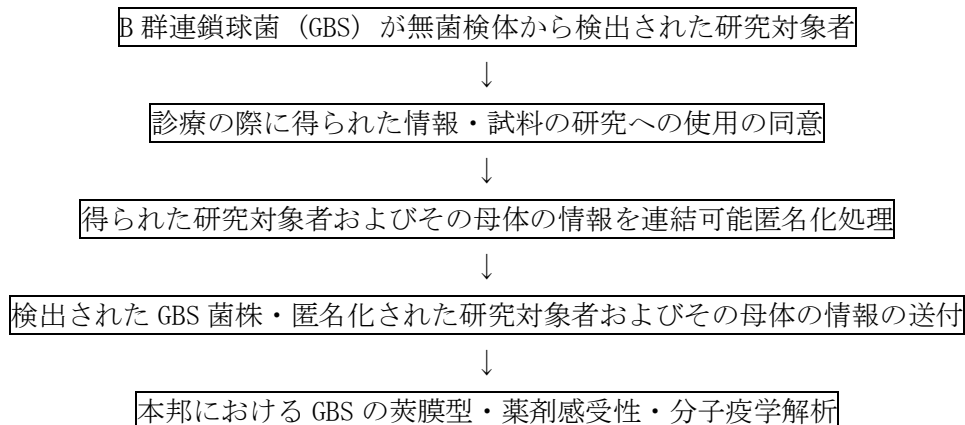 B 群連鎖球菌 (GBS) が無菌検体から検出された研究対象者
↓
診療の際に得られた情報・試料の研究への使用の同意
↓
得られた研究対象者およびその母体の情報を連結可能匿名化処理
↓
検出された GBS 菌株・匿名化された研究対象者およびその母体の情報の送付
↓
本邦における GBS の莢膜型・薬剤感受性・分子疫学解析